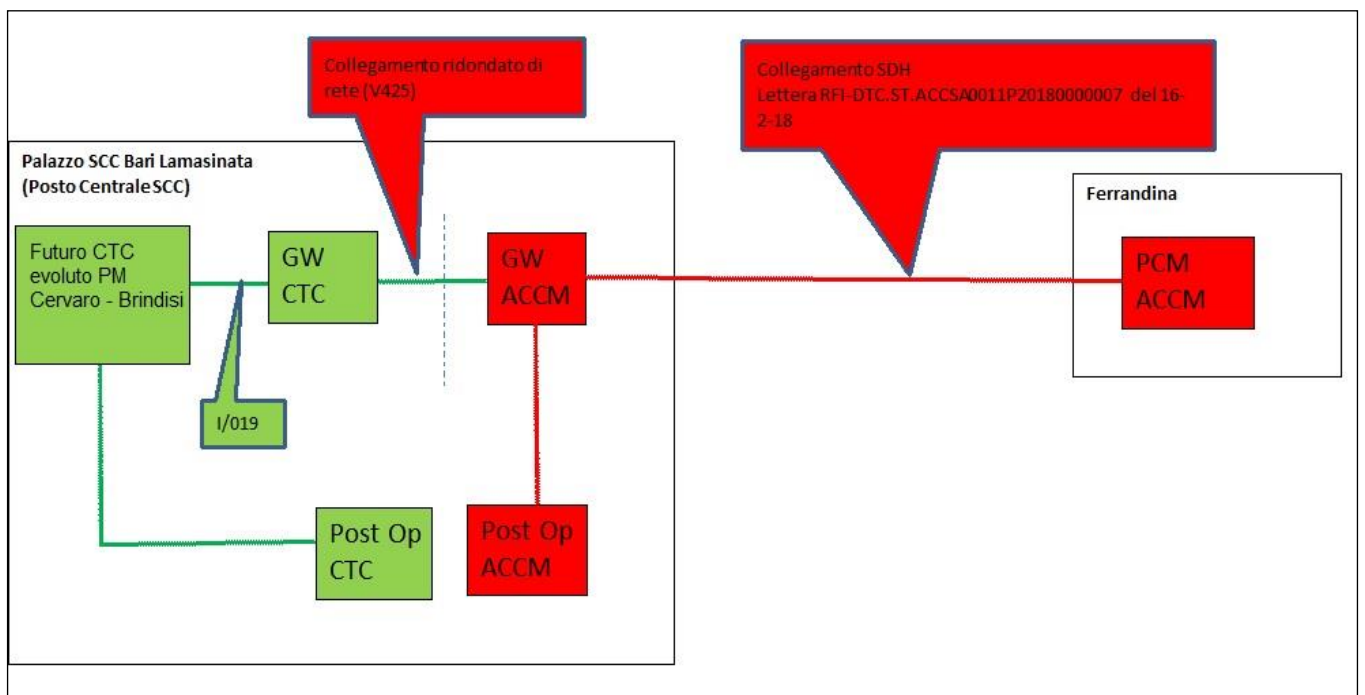 Collegamento ridondato di
rete (V425)
Collegamento SDH
Lettera RFI-DTC.ST.ACCSA0011P20180000007 del 16-
2-18
Palazzo SCC Bari Lamasinata
(Posto Centrale SCC)
Ferrandina
Futuro CTC
evoluto PM
Cervaro - Brindisi
GW
CTC
GW
ACCM
PCM
ACCM
I/019
Post Op
CTC
Post Op
ACCM